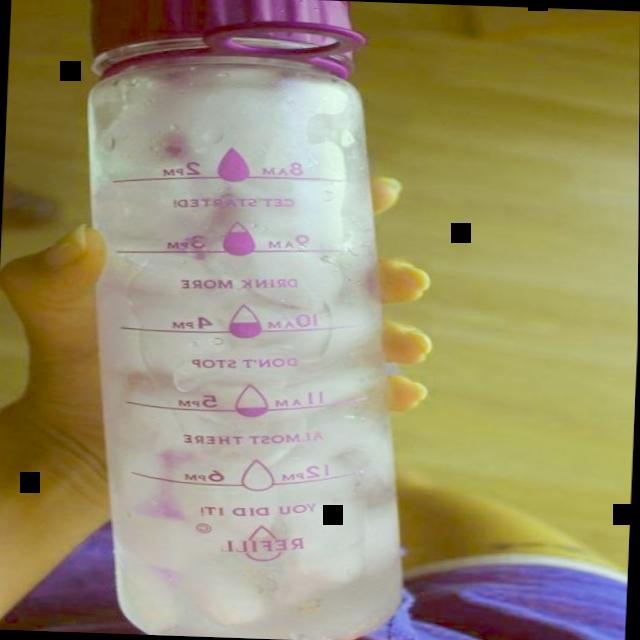 8AM 2PM
GET STARTED!
9AM 3PM
DRINK MORE
10AM 4PM
DON'T STOP
11AM 5PM
ALMOST THERE
12PM 6PM
YOU DID IT!
REFILL